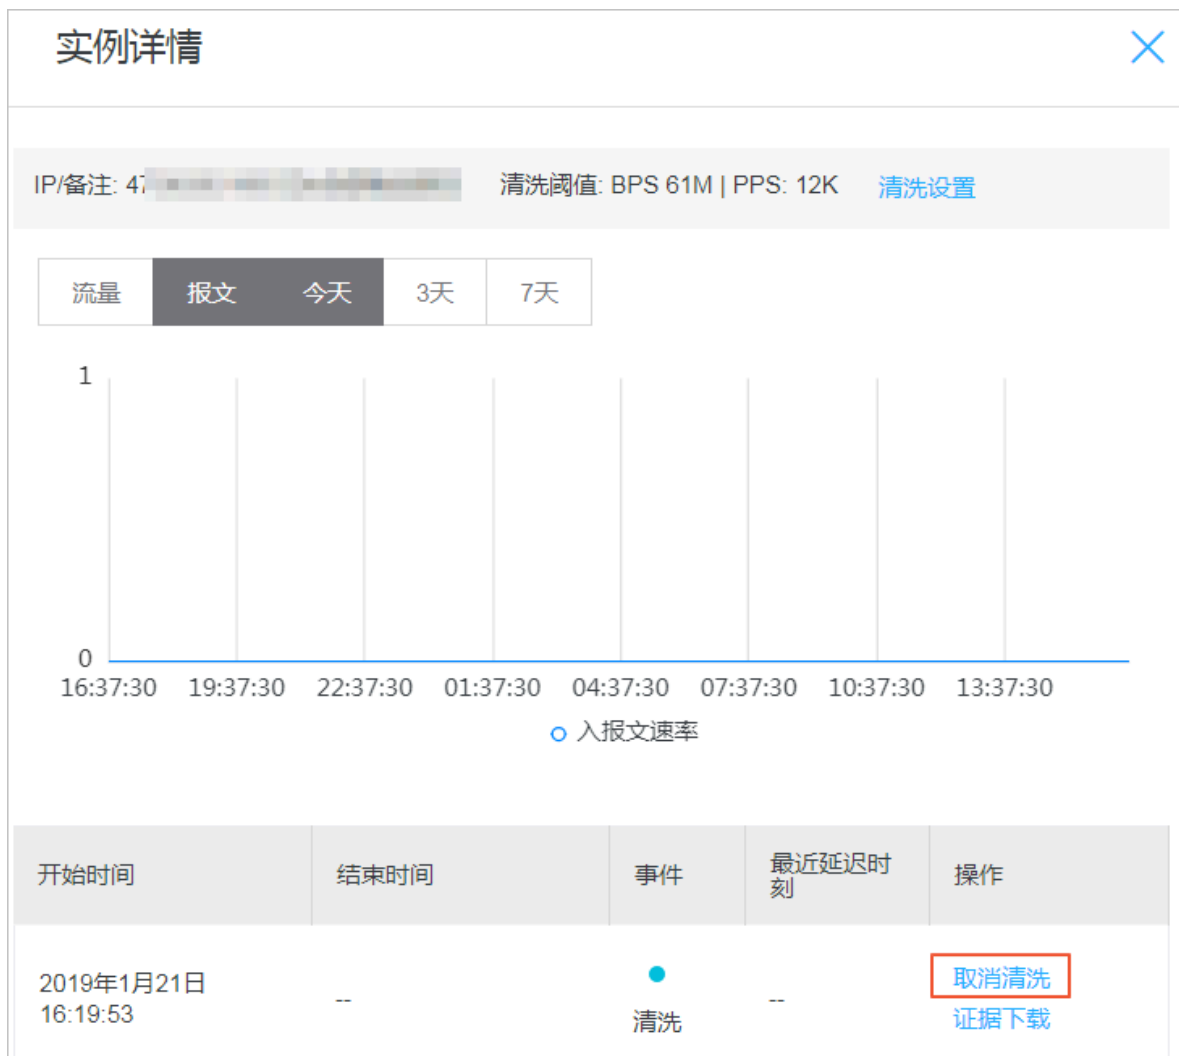 实例详情
IP/备注: 47 清洗阈值: BPS 61M | PPS: 12K 清洗设置
流量 报文 今天 3天 7天
1
0
16:37:30 19:37:30 22:37:30 01:37:30 04:37:30 07:37:30 10:37:30 13:37:30
入报文速率
开始时间 结束时间 事件 最近延迟时刻 操作
2019年1月21日
16:19:53
--
清洗
--
取消清洗
证据下载